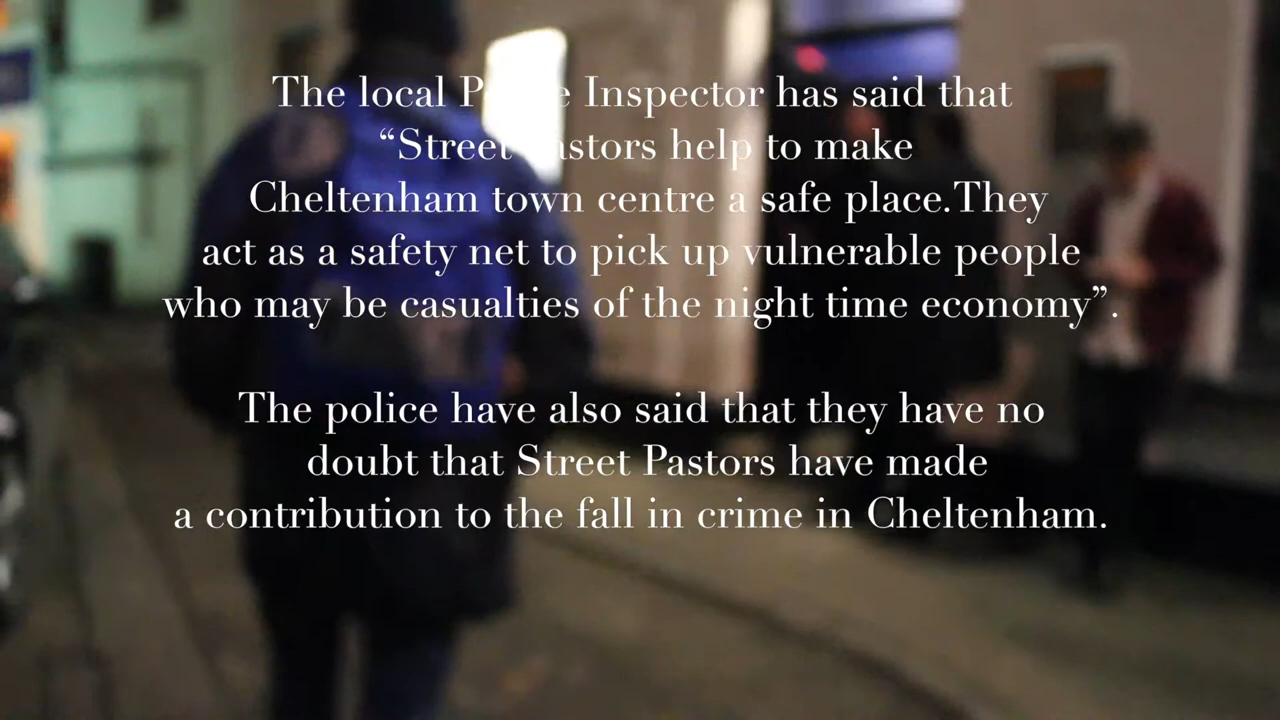 The local Police Inspector has said that
“Street Pastors help to make
Cheltenham town centre a safe place.They
act as a safety net to pick up vulnerable people
who may be casualties of the night time economy”.
The police have also said that they have no
doubt that Street Pastors have made
a contribution to the fall in crime in Cheltenham.